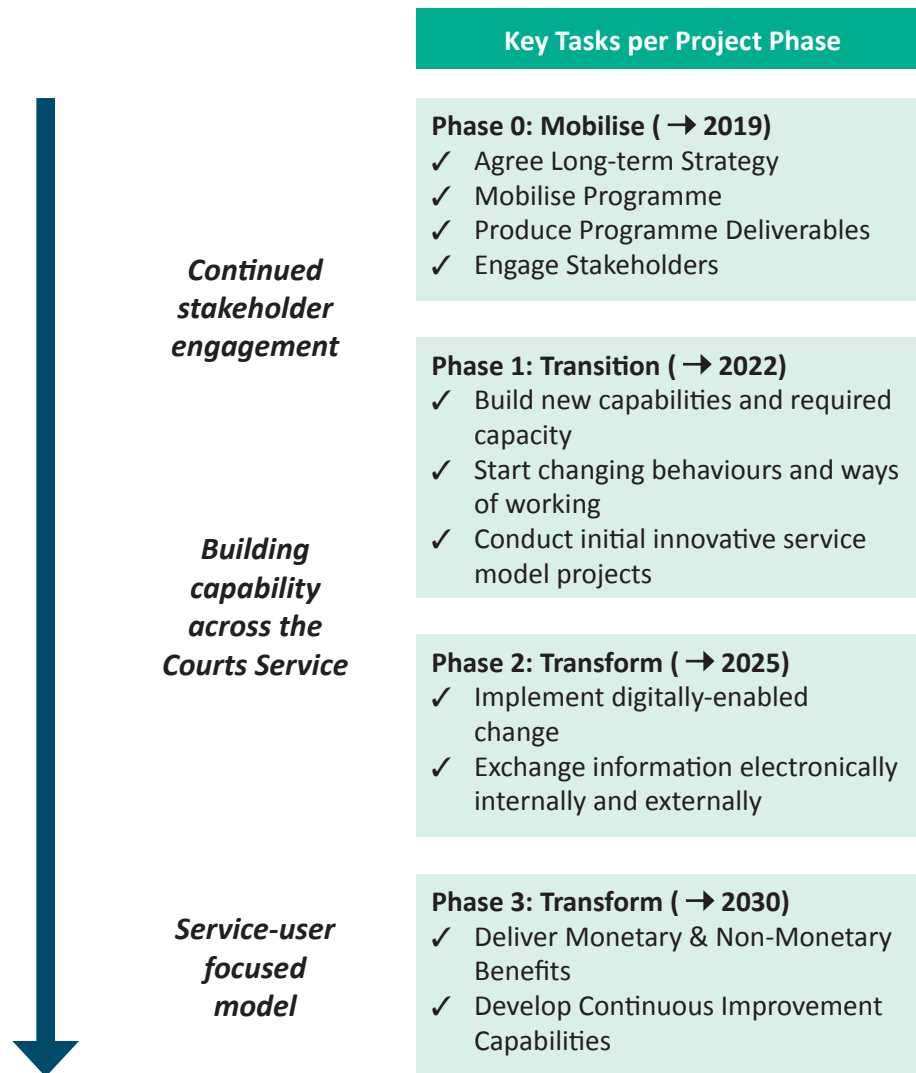 Key Tasks per Project Phase
Continued
stakeholder
engagement
Building
capability
across the
Courts Service
Service-user
focused
model
Phase 0: Mobilise ( → 2019)
✓ Agree Long-term Strategy
✓ Mobilise Programme
✓ Produce Programme Deliverables
✓ Engage Stakeholders
Phase 1: Transition ( → 2022)
✓ Build new capabilities and required
capacity
✓ Start changing behaviours and ways
of working
✓ Conduct initial innovative service
model projects
Phase 2: Transform ( → 2025)
✓ Implement digitally-enabled
change
✓ Exchange information electronically
internally and externally
Phase 3: Transform ( → 2030)
✓ Deliver Monetary & Non-Monetary
Benefits
✓ Develop Continuous Improvement
Capabilities